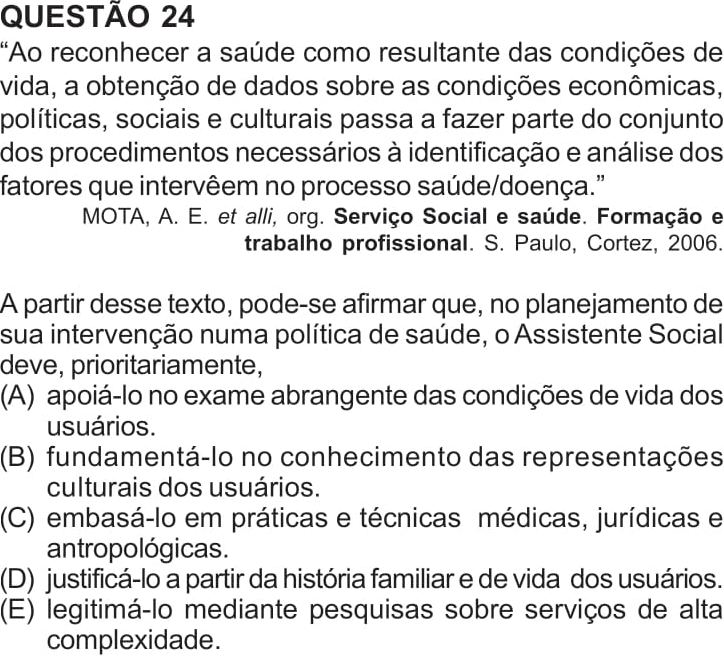 QUESTÃO 24
“Ao reconhecer a saúde como resultante das condições de
vida, a obtenção de dados sobre as condições econômicas,
políticas, sociais e culturais passa a fazer parte do conjunto
dos procedimentos necessários à identificação e análise dos
fatores que intervêem no processo saúde/doença.”
MOTA, A. E. et alli, org. Serviço Social e saúde. Formação e
trabalho profissional. S. Paulo, Cortez, 2006.
A partir desse texto, pode-se afirmar que, no planejamento de
sua intervenção numa política de saúde, o Assistente Social
deve, prioritariamente,
(A) apoiá-lo no exame abrangente das condições de vida dos
usuários.
(B) fundamentá-lo no conhecimento das representações
culturais dos usuários.
(C) embasá-lo em práticas e técnicas médicas, jurídicas e
antropológicas.
(D) justificá-lo a partir da história familiar e de vida dos usuários.
(E) legitimá-lo mediante pesquisas sobre serviços de alta
complexidade.